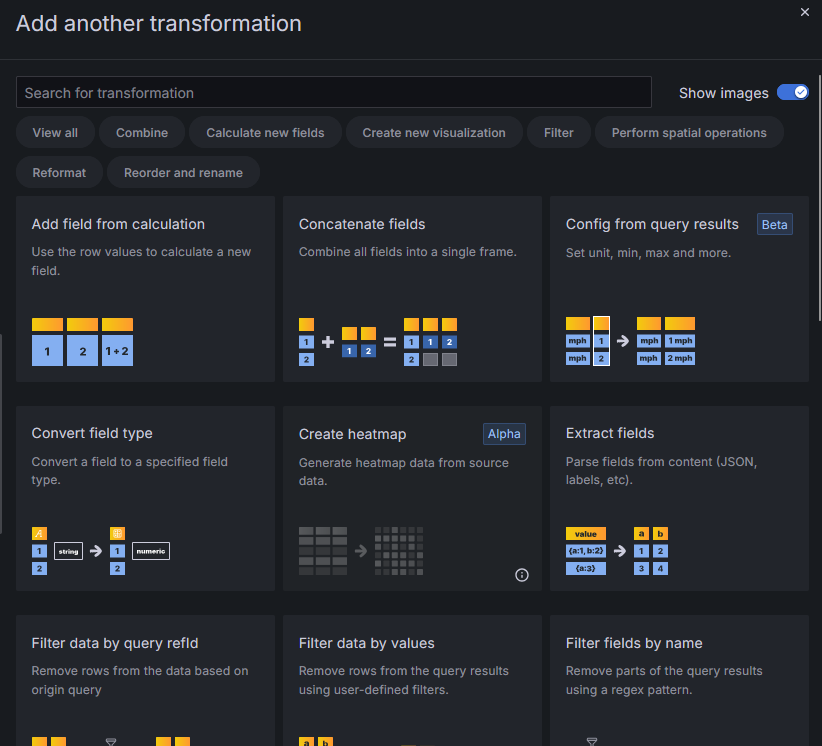 Add another transformation
Search for transformation
Show images
View all
Combine
Calculate new fields
Create new visualization
Filter
Perform spatial operations
Reformat
Reorder and rename
Add field from calculation
Use the row values to calculate a new
field.
1 2 1+2
Concatenate fields
Combine all fields into a single frame.
1 + = 1 1 2
2 1 2 2
Config from query results
Beta
Set unit, min, max and more.
mph 1 mph 1 mph
mph 2 mph 2 mph
Convert field type
Convert a field to a specified field
type.
A
1 string 1 numeric
2 2
Create heatmap
Alpha
Generate heatmap data from source
data.
Extract fields
Parse fields from content (JSON,
labels, etc).
value a b
{a:1, b:2} 1 2
{a:3} 3 4
Filter data by query refId
Remove rows from the data based on
origin query
Filter data by values
Remove rows from the query results
using user-defined filters.
a b
Filter fields by name
Remove parts of the query results
using a regex pattern.